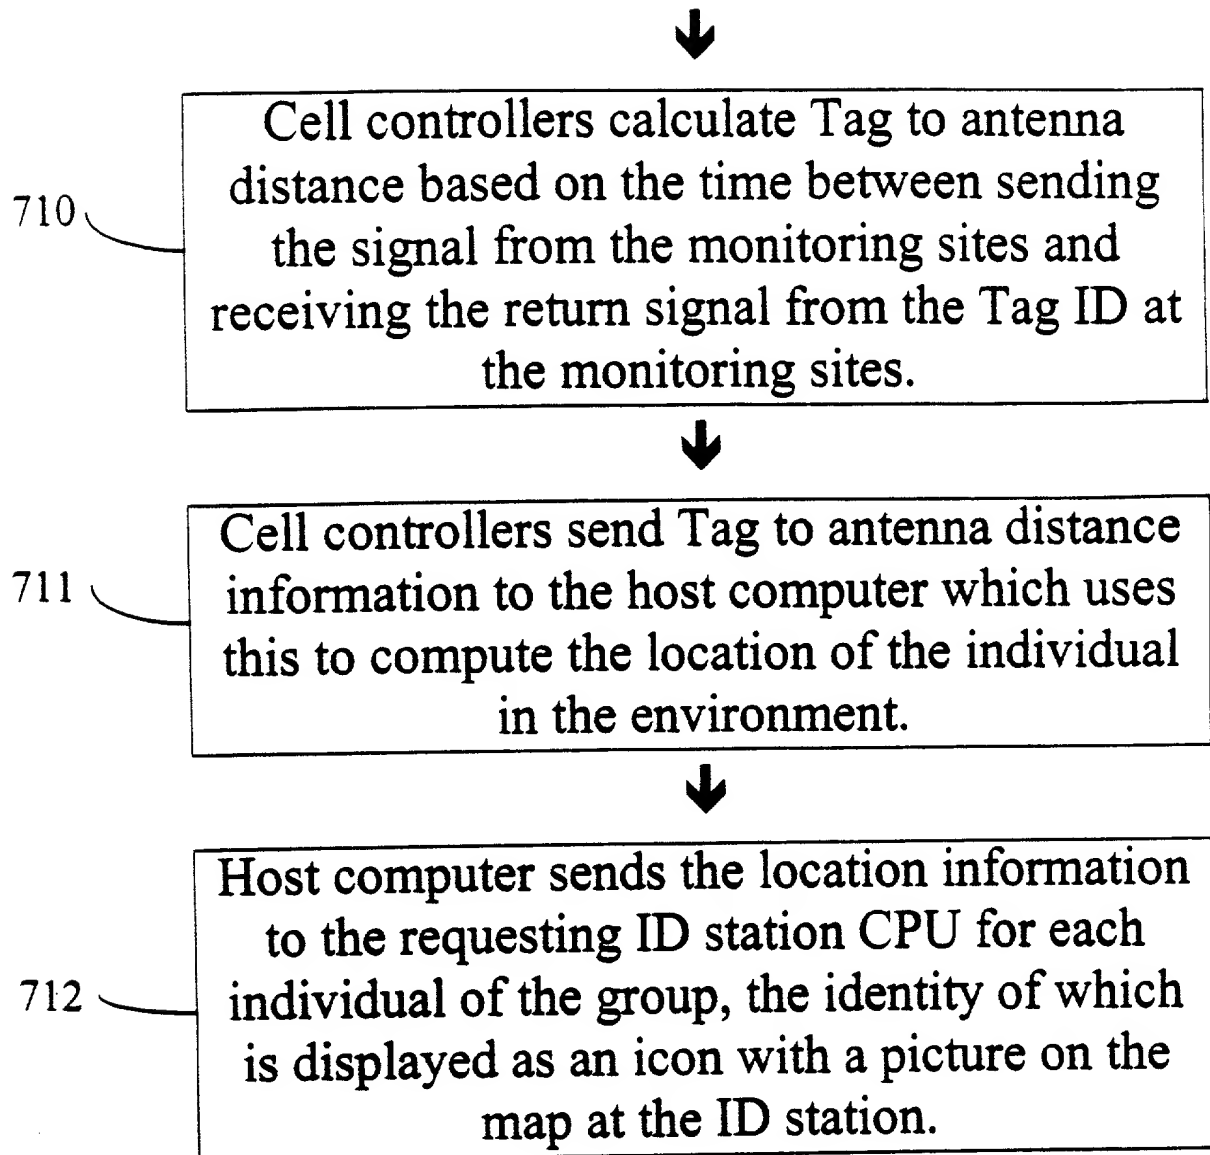 710
Cell controllers calculate Tag to antenna
distance based on the time between sending
the signal from the monitoring sites and
receiving the return signal from the Tag ID at
the monitoring sites.
711
Cell controllers send Tag to antenna distance
information to the host computer which uses
this to compute the location of the individual
in the environment.
712
Host computer sends the location information
to the requesting ID station CPU for each
individual of the group, the identity of which
is displayed as an icon with a picture on the
map at the ID station.